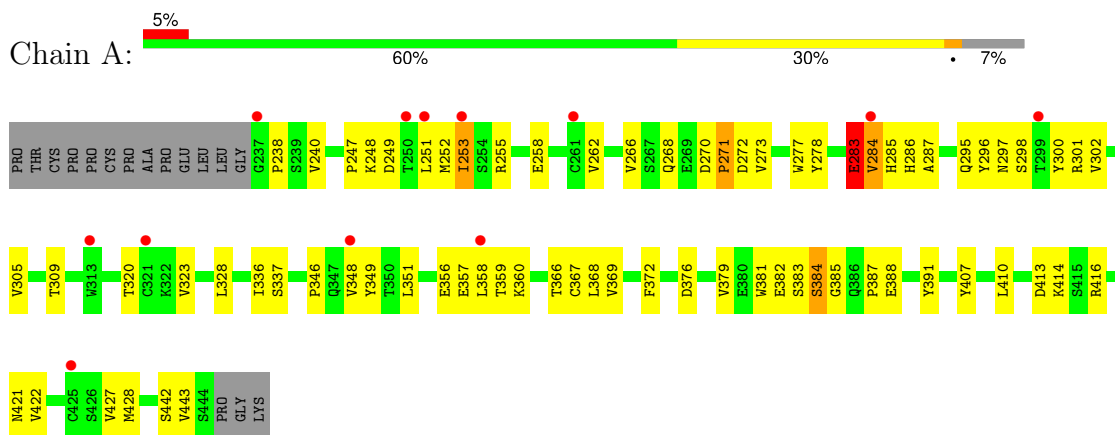 5%
Chain A:
60% 30% • 7%
PRO THR CYS PRO PRO CYS PRO ALA PRO GLU LEU LEU GLY G237 P238 S239 V240 P247 K248 D249 T250 L251 M252 I253 S254 R255 E258 C261 V262 V266 S267 Q268 E269 D270 P271 D272 V273 W277 Y278 E283 V284 H285 H286 A287 Q295 Y296 N297 S298 T299 Y300 R301 V302
V305 T309 W313 T320 C321 K322 V323 L328 I336 S337 P346 Q347 V348 Y349 T350 L351 E356 E357 L358 T359 K360 T366 C367 L368 V369 F372 D376 V379 E380 W381 E382 S383 S384 G385 Q386 P387 E388 Y391 Y407 L410 D413 K414 S415 R416
N421 V422 C425 S426 V427 M428 S442 V443 S444 PRO GLY LYS